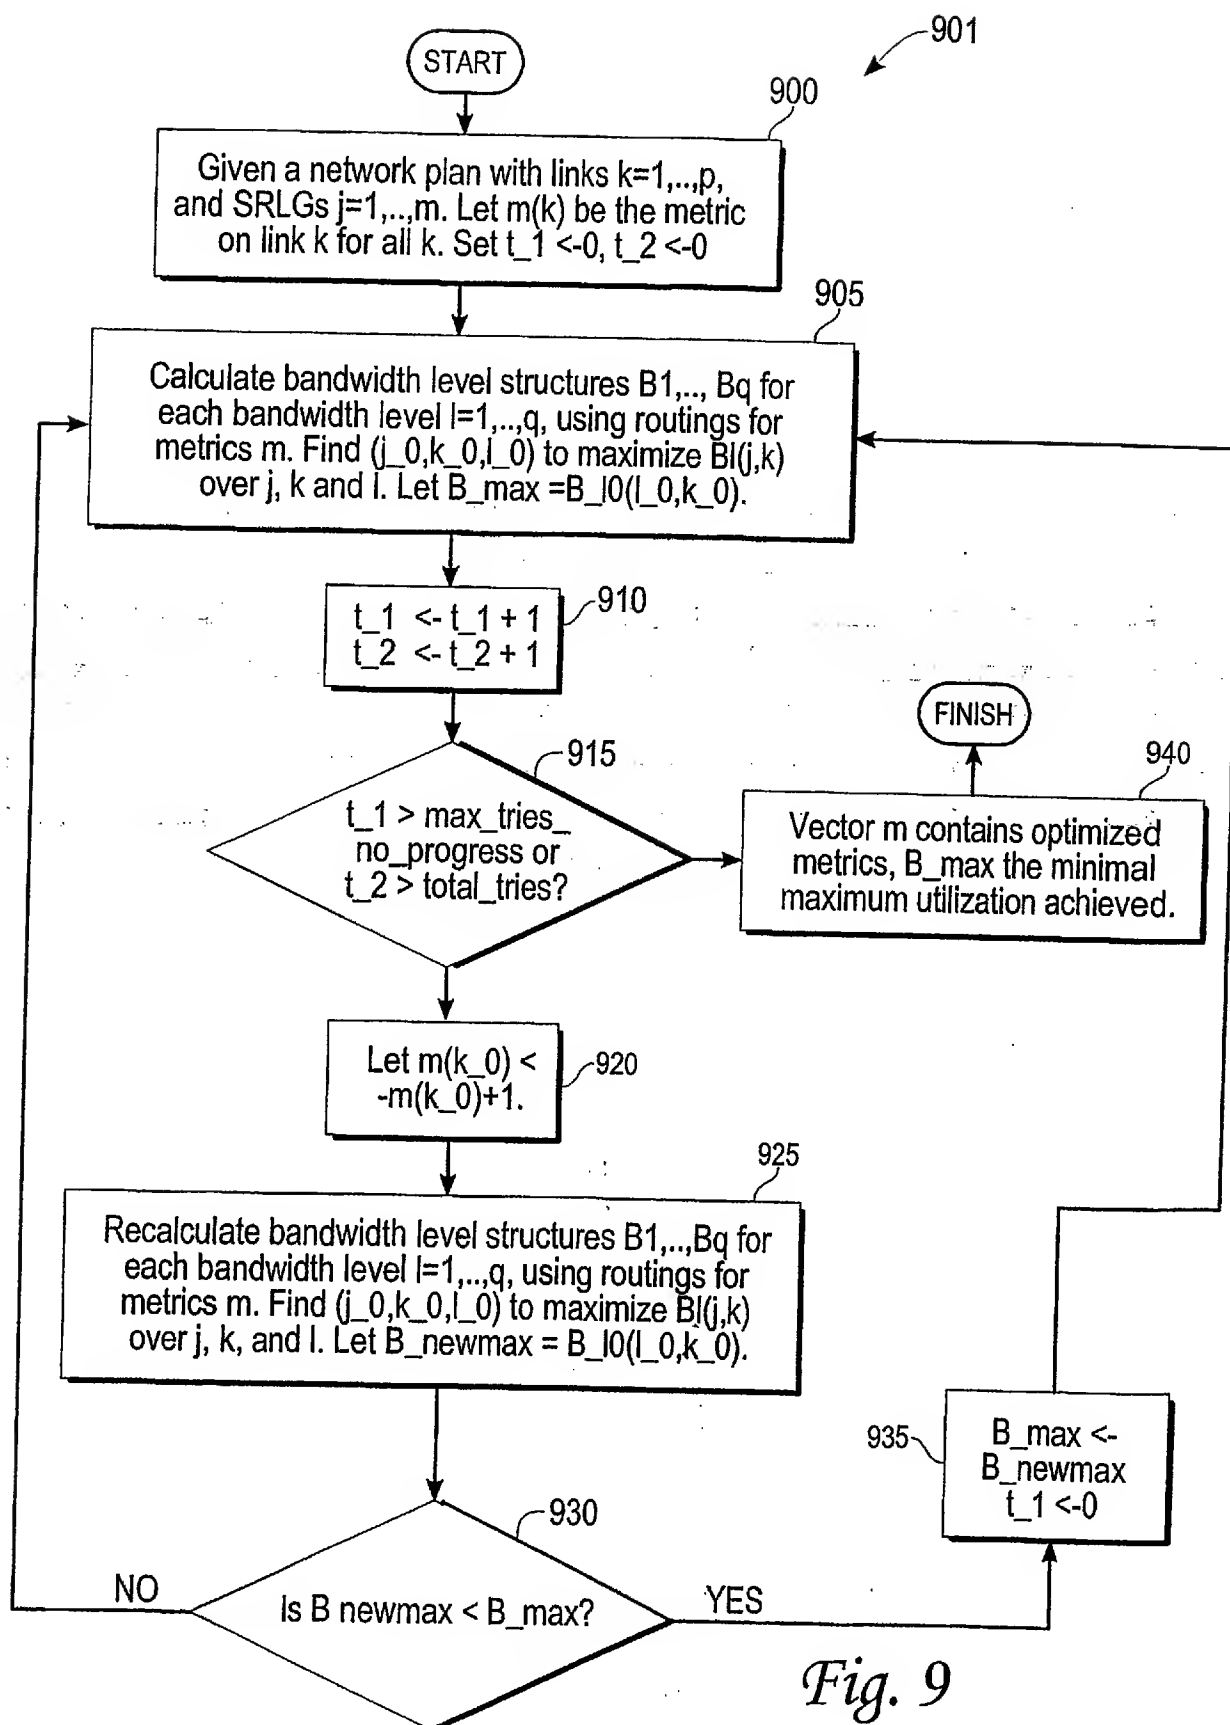 901
START
900
Given a network plan with links k=1,..,p,
and SRLGs j=1,..,m. Let m(k) be the metric
on link k for all k. Set t_1 <-0, t_2 <-0
905
Calculate bandwidth level structures B1,.., Bq for
each bandwidth level l=1,..,q, using routings for
metrics m. Find (j_0,k_0,l_0) to maximize Bl(j,k)
over j, k and l. Let B_max =B_l0(l_0,k_0).
910
t_1 <- t_1 + 1
t_2 <- t_2 + 1
915
t_1 > max_tries_
no_progress or
t_2 > total_tries?
FINISH
940
Vector m contains optimized
metrics, B_max the minimal
maximum utilization achieved.
Let m(k_0) <
-m(k_0)+1.
920
925
Recalculate bandwidth level structures B1,..,Bq for
each bandwidth level l=1,..,q, using routings for
metrics m. Find (j_0,k_0,l_0) to maximize Bl(j,k)
over j, k, and l. Let B_newmax = B_l0(l_0,k_0).
930
Is B newmax < B_max?
NO
YES
935
B_max <-
B_newmax
t_1 <-0
Fig. 9